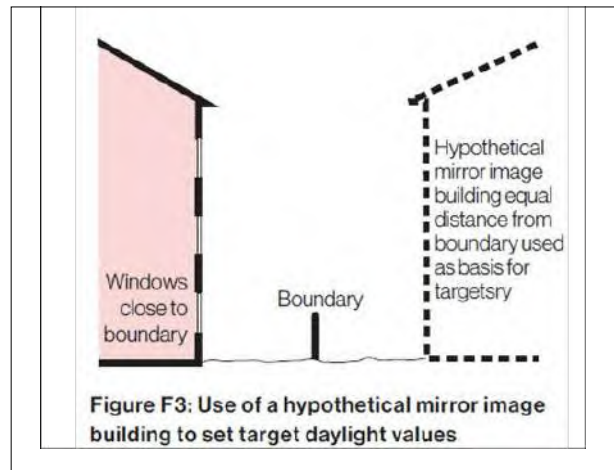 Hypothetical
mirror image
building equal
distance from
boundary used
as basis for
targetsry
Windows
close to
boundary
Boundary
Figure F3: Use of a hypothetical mirror image
building to set target daylight values